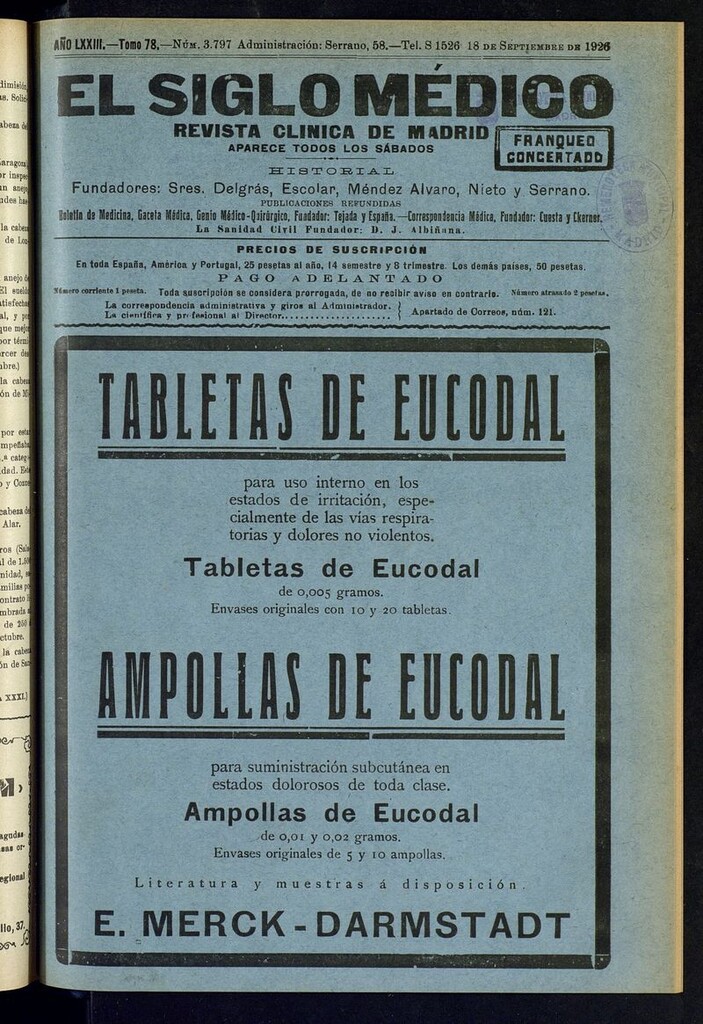 AÑO LXXIII.—Tomo 78.—Núm. 3.797 Administración: Serrano, 58.—Tel. S 1526 18 de Septiembre de 1926
EL SIGLO MÉDICO
REVISTA CLINICA DE MADRID
APARECE TODOS LOS SÁBADOS
FRANQUEO
CONCERTADO
HISTORIAL
Fundadores: Sres. Delgrás, Escolar, Méndez Alvaro, Nieto y Serrano.
PUBLICACIONES REFUNDIDAS
Boletín de Medicina, Gaceta Médica, Genio Médico-Quirúrgico, Fundador: Tejada y España.—Correspondencia Médica, Fundador: Cuesta y Ckerner.
La Sanidad Civil Fundador: D. J. Albiñana.
PRECIOS DE SUSCRIPCIÓN
En toda España, América y Portugal, 25 pesetas al año, 14 semestre y 8 trimestre. Los demás países, 50 pesetas.
PAGO ADELANTADO
Número corriente 1 peseta. Toda suscripción se considera prorrogada, de no recibir aviso en contrario. Número atrasado 2 pesetas.
La correspondencia administrativa y giros al Administrador.
La científica y profesional al Director....................
Apartado de Correos, núm. 121.
TABLETAS DE EUCODAL
para uso interno en los
estados de irritación, espe-
cialmente de las vías respira-
torias y dolores no violentos.
Tabletas de Eucodal
de 0,005 gramos.
Envases originales con 10 y 20 tabletas.
AMPOLLAS DE EUCODAL
para suministración subcutánea en
estados dolorosos de toda clase.
Ampollas de Eucodal
de 0,01 y 0,02 gramos.
Envases originales de 5 y 10 ampollas.
Literatura y muestras á disposición.
E. MERCK - DARMSTADT